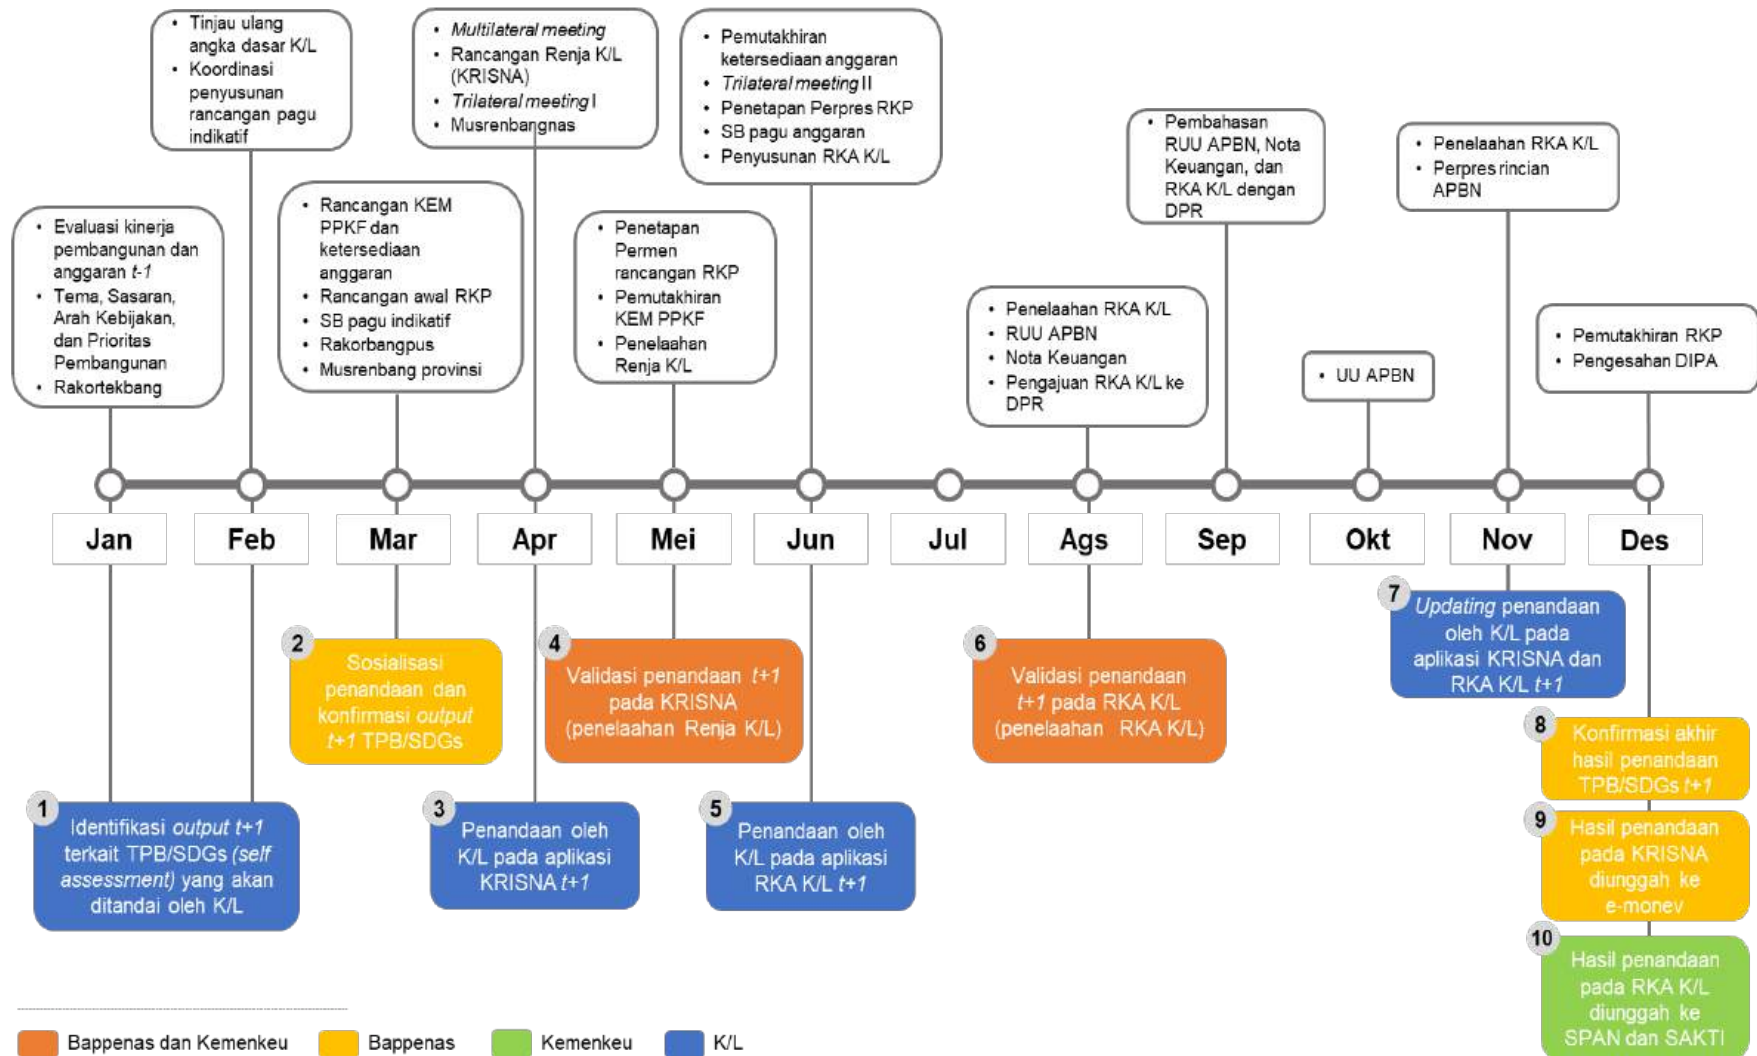 • Tinjau ulang
angka dasar K/L
• Koordinasi
penyusunan
rancangan pagu
indikatif
• Multilateral meeting
• Rancangan Renja K/L
(KRISNA)
• Trilateral meeting I
• Musrenbangnas
• Pemutakhiran
ketersediaan anggaran
• Trilateral meeting II
• Penetapan Perpres RKP
• SB pagu anggaran
• Penyusunan RKA K/L
• Pembahasan
RUU APBN, Nota
Keuangan, dan
RKA K/L dengan
DPR
• Penelaahan RKA K/L
• Perpres rincian
APBN
• Evaluasi kinerja
pembangunan dan
anggaran t-1
• Tema, Sasaran,
Arah Kebijakan,
dan Prioritas
Pembangunan
• Rakortekbang
• Rancangan KEM
PPKF dan
ketersediaan
anggaran
• Rancangan awal RKP
• SB pagu indikatif
• Rakorbangpus
• Musrenbang provinsi
• Penetapan
Permen
rancangan RKP
• Pemutakhiran
KEM PPKF
• Penelaahan
Renja K/L
• Penelaahan RKA K/L
• RUU APBN
• Nota Keuangan
• Pengajuan RKA K/L ke
DPR
• UU APBN
• Pemutakhiran RKP
• Pengesahan DIPA
Jan
Feb
Mar
Apr
Mei
Jun
Jul
Ags
Sep
Okt
Nov
Des
1
Identifikasi output t+1
terkait TPB/SDGs (self
assessment) yang akan
ditandai oleh K/L
2
Sosialisasi
penandaan dan
konfirmasi output
t+1 TPB/SDGs
3
Penandaan oleh
K/L pada aplikasi
KRISNA t+1
4
Validasi penandaan t+1
pada KRISNA
(penelaahan Renja K/L)
5
Penandaan oleh
K/L pada aplikasi
RKA K/L t+1
6
Validasi penandaan
t+1 pada RKA K/L
(penelaahan RKA K/L)
7
Updating penandaan
oleh K/L pada
aplikasi KRISNA dan
RKA K/L t+1
8
Konfirmasi akhir
hasil penandaan
TPB/SDGs t+1
9
Hasil penandaan
pada KRISNA
diunggah ke
e-monev
10
Hasil penandaan
pada RKA K/L
diunggah ke
SPAN dan SAKTI
Bappenas dan Kemenkeu
Bappenas
Kemenkeu
K/L